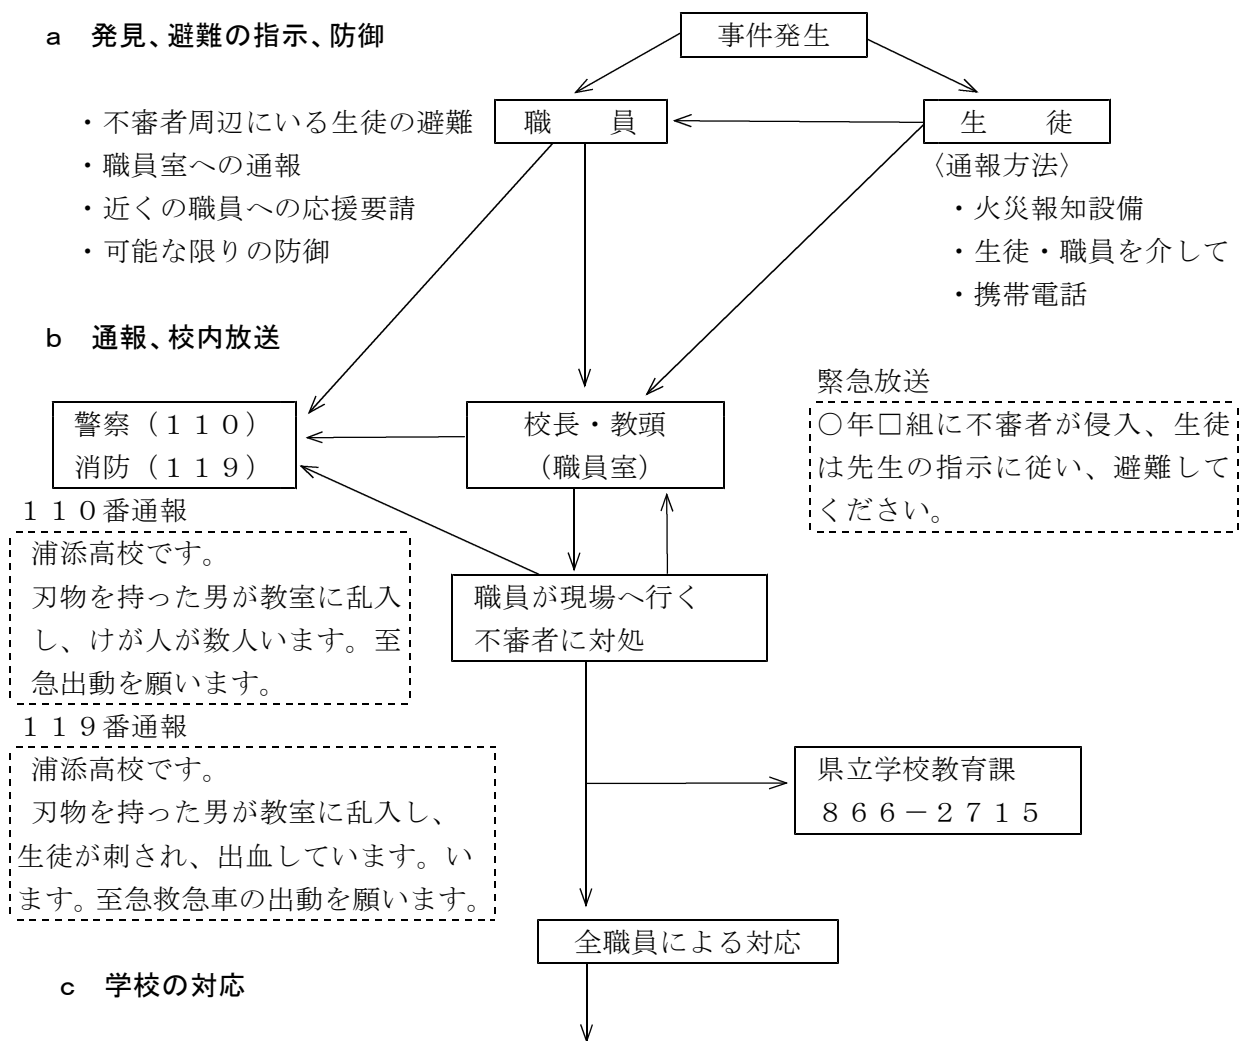 a　発見、避難の指示、防御
事件発生
・不審者周辺にいる生徒の避難
・職員室への通報
・近くの職員への応援要請
・可能な限りの防御
職　員
生　徒
〈通報方法〉
・火災報知設備
・生徒・職員を介して
・携帯電話
b　通報、校内放送
警察（１１０）
消防（１１９）
校長・教頭
（職員室）
緊急放送
〇年□組に不審者が侵入、生徒
は先生の指示に従い、避難して
ください。
１１０番通報
浦添高校です。
刃物を持った男が教室に乱入
し、けが人が数人います。至
急出動を願います。
職員が現場へ行く
不審者に対処
１１９番通報
浦添高校です。
刃物を持った男が教室に乱入し、
生徒が刺され、出血しています。い
ます。至急救急車の出動を願います。
県立学校教育課
８６６－２７１５
全職員による対応
c　学校の対応